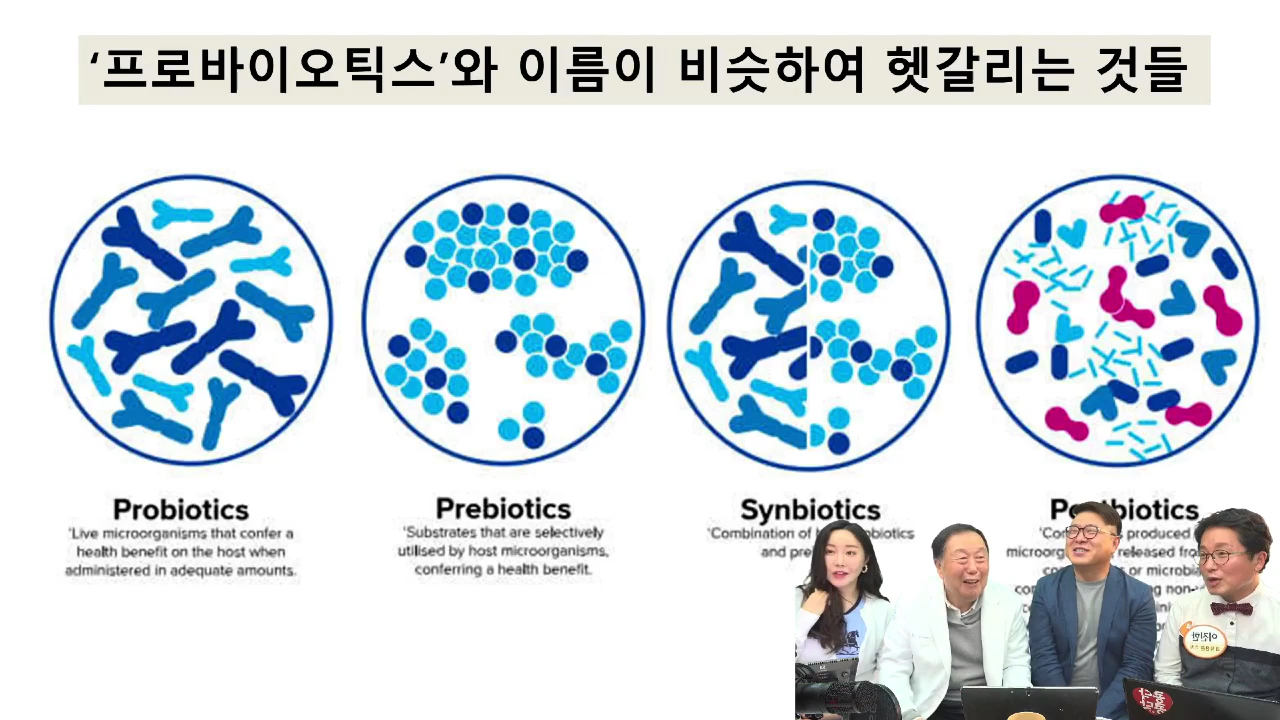 ‘프로바이오틱스’와 이름이 비슷하여 헷갈리는 것들
Probiotics
‘Live microorganisms that confer a
health benefit on the host when
administered in adequate amounts.
Prebiotics
‘Substrates that are selectively
utilised by host microorganisms,
conferring a health benefit.
Synbiotics
‘Combination of
and
produced